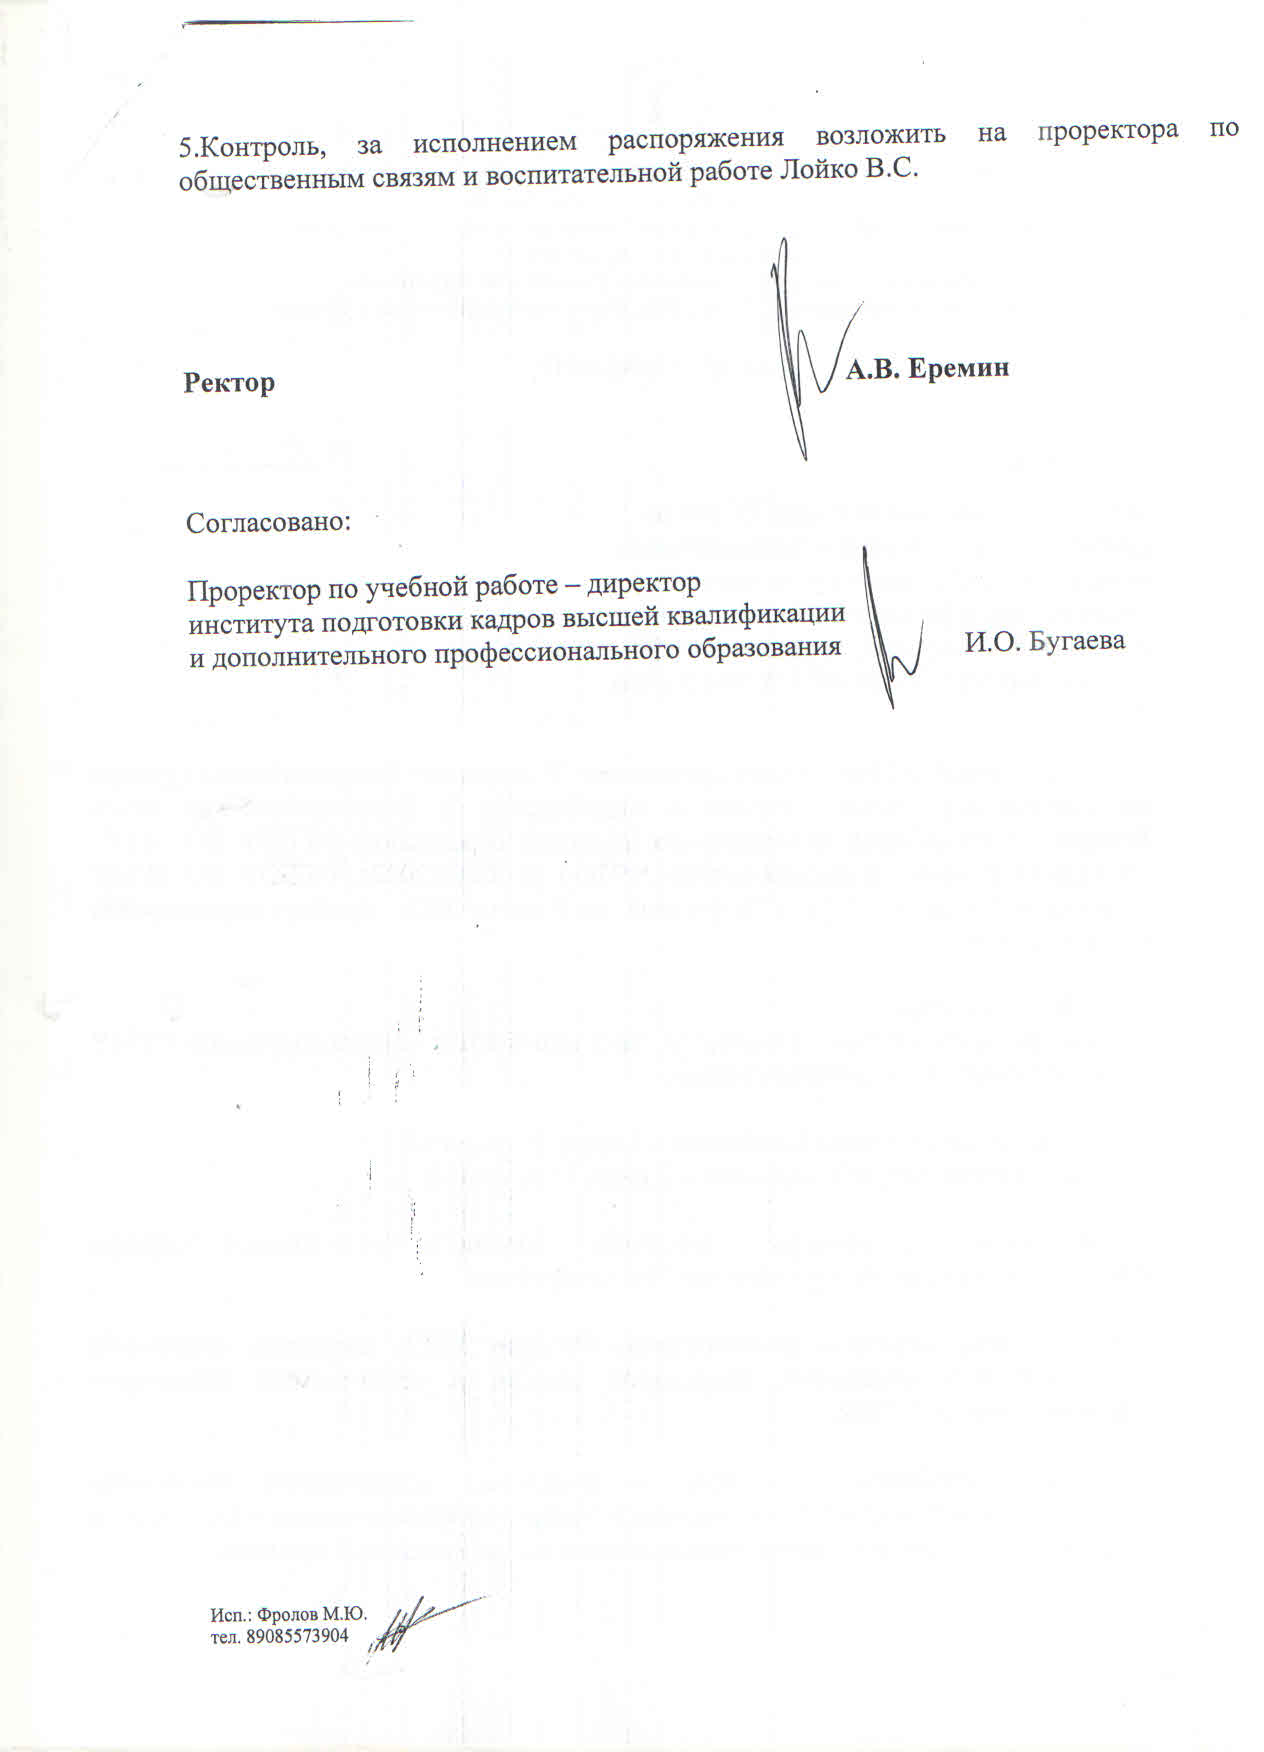 5.Контроль, за исполнением распоряжения возложить на проректора по
общественным связям и воспитательной работе Лойко В.С.
Ректор А.В. Еремин
Согласовано:
Проректор по учебной работе – директор
института подготовки кадров высшей квалификации
и дополнительного профессионального образования И.О. Бугаева
Исп.: Фролов М.Ю.
тел. 89085573904